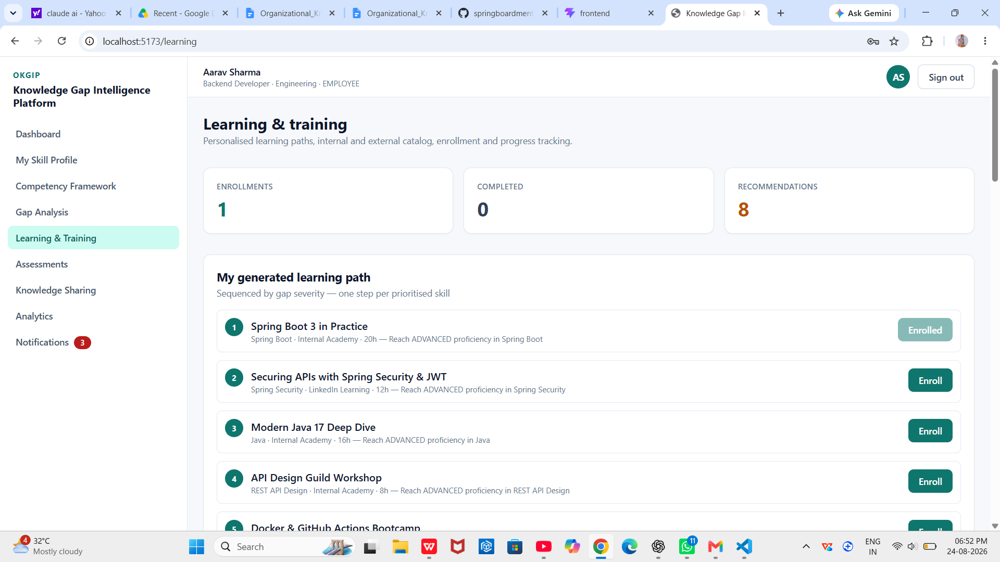 claude ai - Yahoo
Recent - Google
Organizational_K
Organizational_K
springboardment
frontend
Knowledge Gap
Ask Gemini
localhost:5173/learning
OKGIP
Knowledge Gap Intelligence
Platform
Dashboard
My Skill Profile
Competency Framework
Gap Analysis
Learning & Training
Assessments
Knowledge Sharing
Analytics
Notifications 3
Aarav Sharma
Backend Developer · Engineering · EMPLOYEE
AS
Sign out
Learning & training
Personalised learning paths, internal and external catalog, enrollment and progress tracking.
ENROLLMENTS
1
COMPLETED
0
RECOMMENDATIONS
8
My generated learning path
Sequenced by gap severity — one step per prioritised skill
1 Spring Boot 3 in Practice
Spring Boot · Internal Academy · 20h — Reach ADVANCED proficiency in Spring Boot
Enrolled
2 Securing APIs with Spring Security & JWT
Spring Security · LinkedIn Learning · 12h — Reach ADVANCED proficiency in Spring Security
Enroll
3 Modern Java 17 Deep Dive
Java · Internal Academy · 16h — Reach ADVANCED proficiency in Java
Enroll
4 API Design Guild Workshop
REST API Design · Internal Academy · 8h — Reach ADVANCED proficiency in REST API Design
Enroll
5 Docker & GitHub Actions Bootcamp
Enroll
4
32°C
Mostly cloudy
Search
11
ENG
IN
06:52 PM
24-08-2026